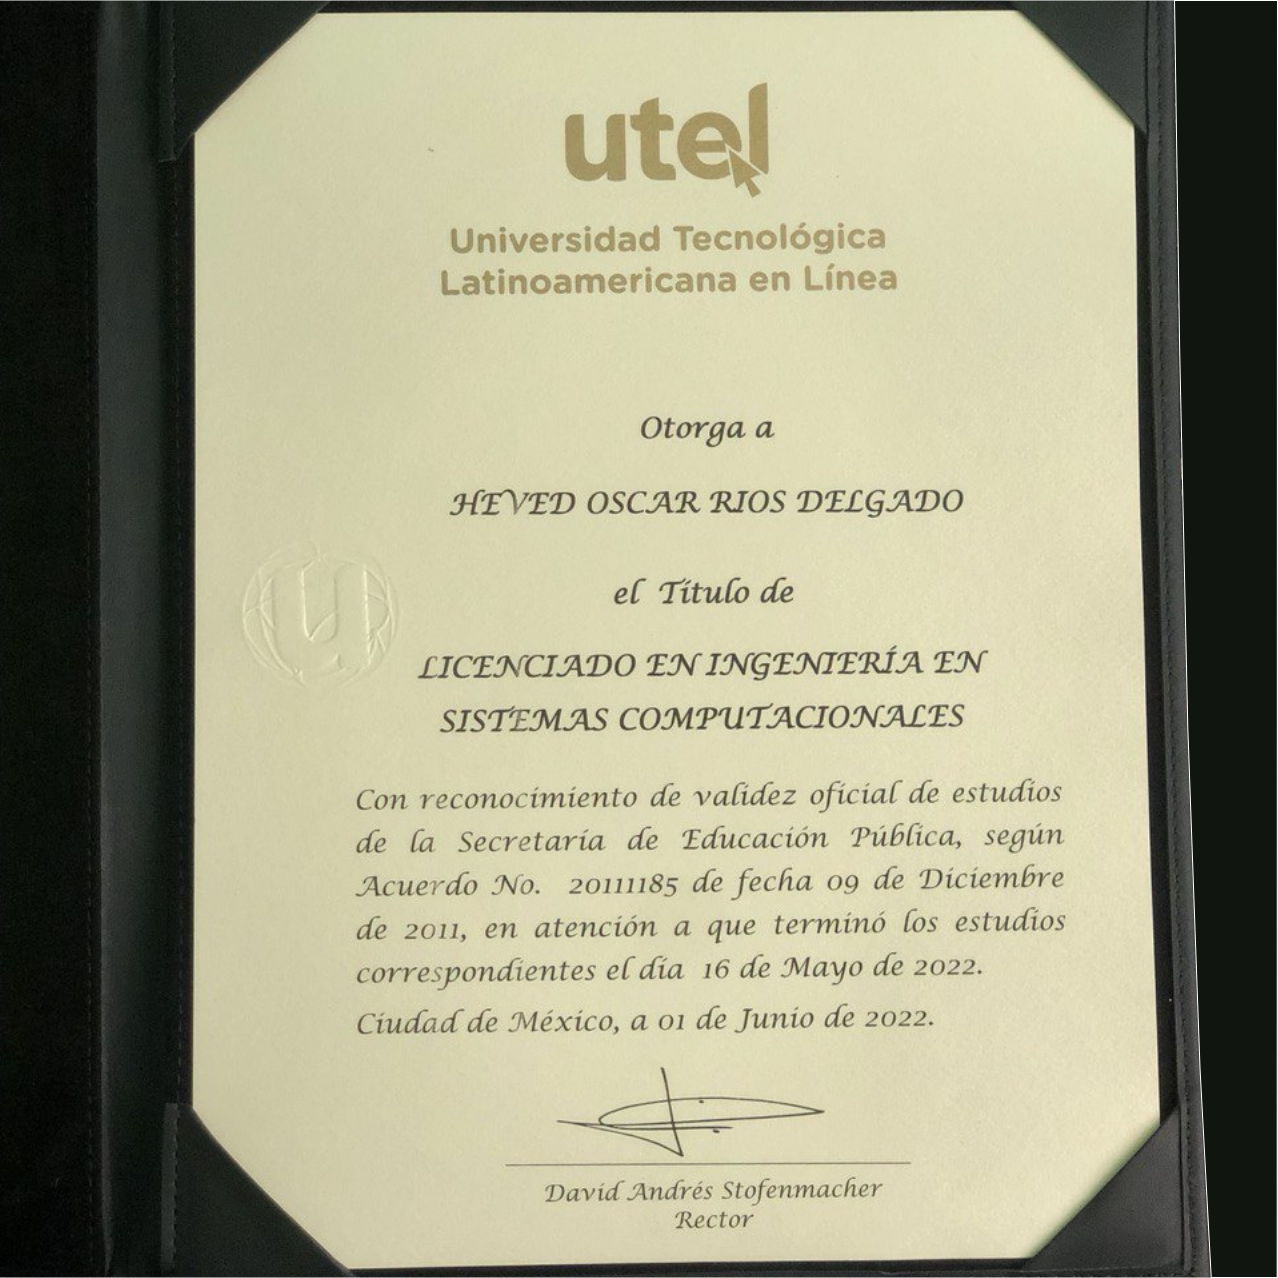 utel
Universidad Tecnológica
Latinoamericana en Línea
Otorga a
HEVED OSCAR RIOS DELGADO
el Título de
LICENCIADO EN INGENIERÍA EN
SISTEMAS COMPUTACIONALES
Con reconocimiento de validez oficial de estudios
de la Secretaría de Educación Pública, según
Acuerdo No. 20111185 de fecha 09 de Diciembre
de 2011, en atención a que terminó los estudios
correspondientes el día 16 de Mayo de 2022.
Ciudad de México, a 01 de Junio de 2022.
David Andrés Stofenmacher
Rector